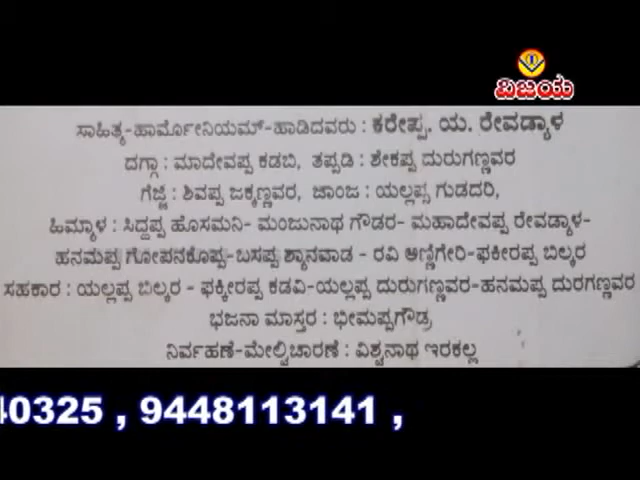 ವಿಜಯ
ಸಾಹಿತ್ಯ-ಹಾರ್ಮೋನಿಯಮ್-ಹಾಡಿದವರು : ಕರೇಪ್ಪ. ಯ. ರೇವಡ್ಯಾಳ
ದಗ್ಗಾ : ಮಾದೇವಪ್ಪ ಕಡಬಿ, ತಪ್ಪಡಿ : ಶೇಕಪ್ಪ ದುರುಗಣ್ಣವರ
ಗೆಜ್ಜಿ : ಶಿವಪ್ಪ ಜಕ್ಕಣ್ಣವರ, ಜಾಂಜ : ಯಲ್ಲಪ್ಪ ಗುಡದರಿ,
ಹಿಮ್ಮಾಳ : ಸಿದ್ದಪ್ಪ ಹೊಸಮನಿ- ಮಂಜುನಾಥ ಗೌಡರ- ಮಹಾದೇವಪ್ಪ ರೇವಡ್ಯಾಳ-
ಹನಮಪ್ಪ ಗೋಪನಕೊಪ್ಪ-ಬಸಪ್ಪ ಶ್ಯಾನವಾಡ - ರವಿ ಅಣ್ಣಿಗೇರಿ-ಫಕೀರಪ್ಪ ಬಿಲ್ಕರ
ಸಹಕಾರ : ಯಲ್ಲಪ್ಪ ಬಿಲ್ಕರ - ಫಕ್ಕೀರಪ್ಪ ಕಡವಿ-ಯಲ್ಲಪ್ಪ ದುರುಗಣ್ಣವರ-ಹನಮಪ್ಪ ದುರಗಣ್ಣವರ
ಭಜನಾ ಮಾಸ್ತರ : ಭೀಮಪ್ಪಗೌಡ್ರ
ನಿರ್ವಹಣೆ-ಮೇಲ್ವಿಚಾರಣೆ : ವಿಶ್ವನಾಥ ಇರಕಲ್ಲ
40325 , 9448113141 ,